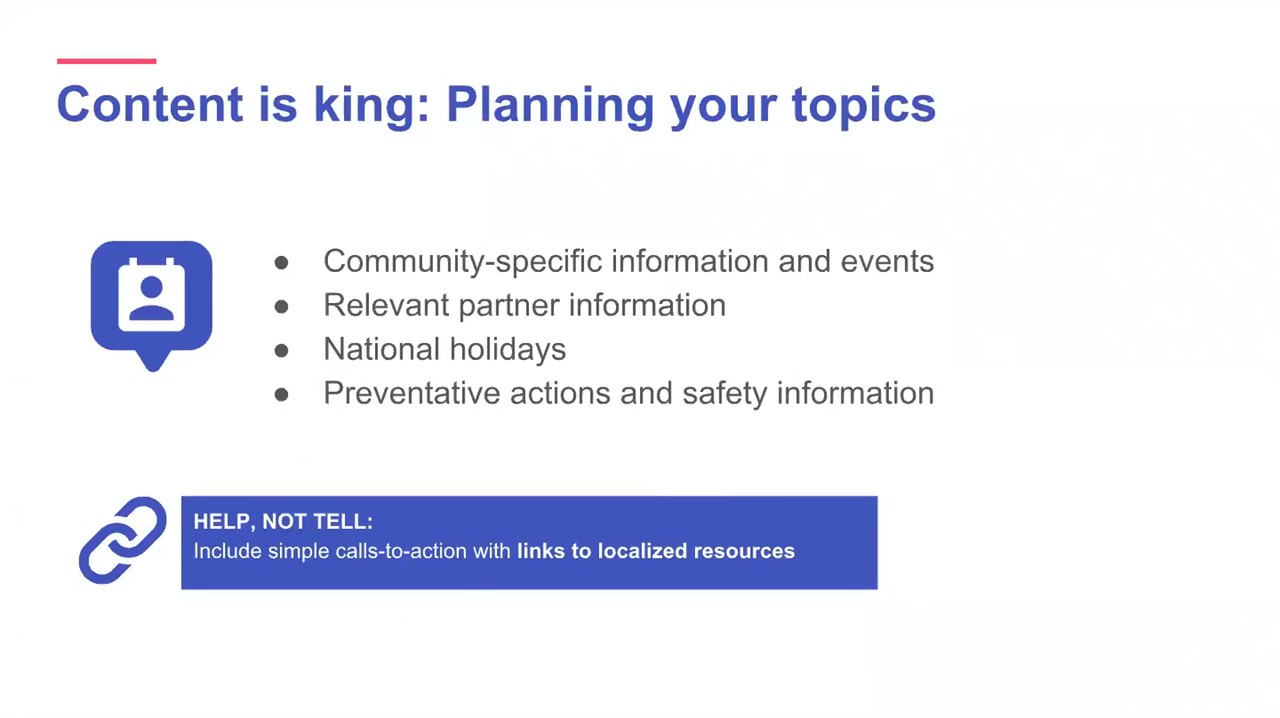 Content is king: Planning your topics
● Community-specific information and events
● Relevant partner information
● National holidays
● Preventative actions and safety information
HELP, NOT TELL:
Include simple calls-to-action with links to localized resources